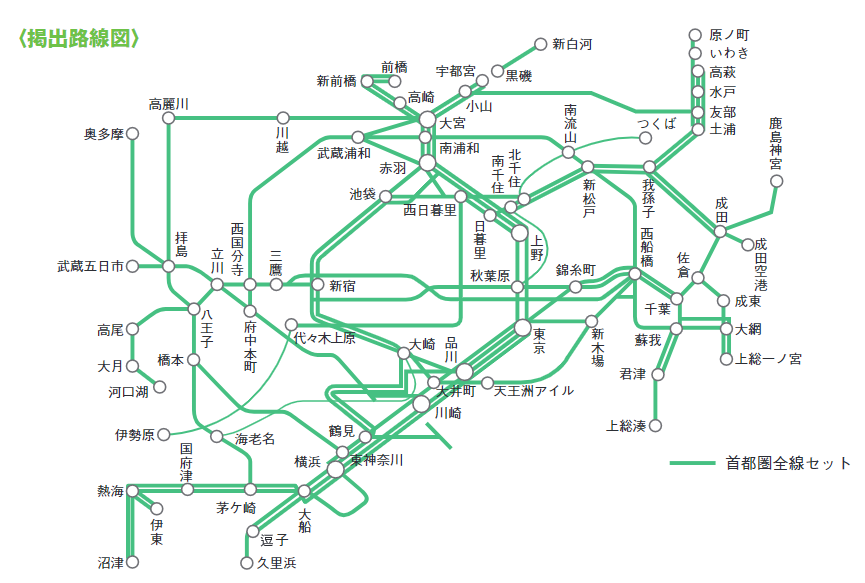 〈掲出路線図〉
新白河
原ノ町
いわき
高萩
水戸
友部
土浦
前橋
新前橋
宇都宮
黒磯
高崎
小山
高麗川
川越
大宮
奥多摩
武蔵浦和
南浦和
南流山
つくば
鹿島神宮
赤羽
北千住
南千住
池袋
西日暮里
新松戸
我孫子
成田
日暮里
上野
西船橋
佐倉
成田空港
拝島
立川
西国分寺
三鷹
武蔵五日市
新宿
秋葉原
錦糸町
千葉
成東
八王子
府中本町
代々木上原
高尾
大崎
品川
東京
新木場
蘇我
大網
大月
橋本
上総一ノ宮
君津
河口湖
大井町
天王洲アイル
川崎
伊勢原
海老名
鶴見
上総湊
国府津
横浜
東神奈川
首都圏全線セット
熱海
茅ケ崎
大船
伊東
逗子
沼津
久里浜